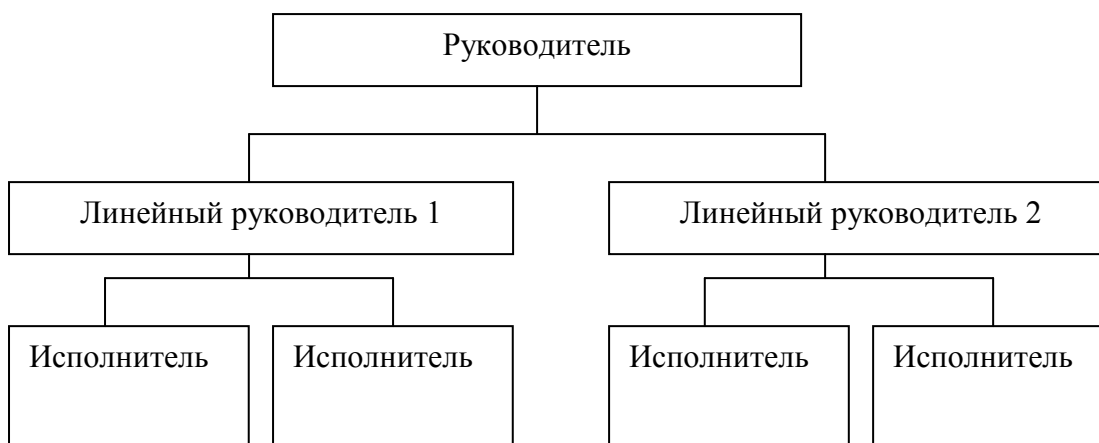 Руководитель
Линейный руководитель 1
Линейный руководитель 2
Исполнитель
Исполнитель
Исполнитель
Исполнитель